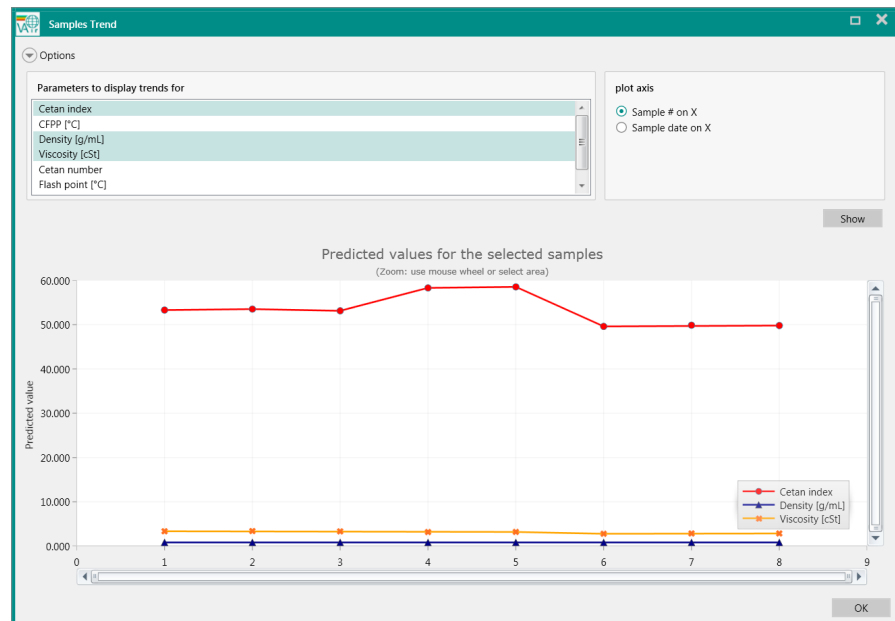 VAir
Samples Trend
Options
Parameters to display trends for
Cetan index
CFPP [°C]
Density [g/mL]
Viscosity [cSt]
Cetan number
Flash point [°C]
plot axis
Sample # on X
Sample date on X
Show
Predicted values for the selected samples
(Zoom: use mouse wheel or select area)
60.000
50.000
40.000
30.000
20.000
10.000
0.000
Predicted value
Cetan index
Density [g/mL]
Viscosity [cSt]
0 1 2 3 4 5 6 7 8 9
OK